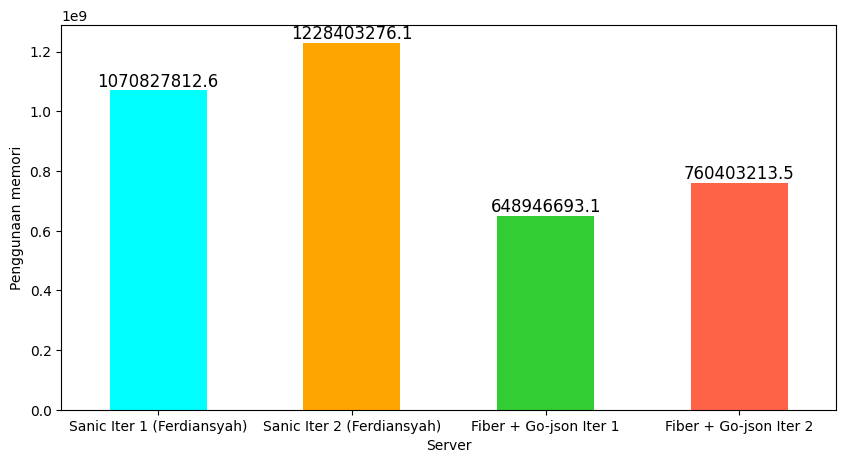 1e9
1228403276.1
1070827812.6
760403213.5
648946693.1
1.2
1.0
0.8
0.6
0.4
0.2
0.0
Penggunaan memori
Sanic Iter 1 (Ferdiansyah)
Sanic Iter 2 (Ferdiansyah)
Fiber + Go-json Iter 1
Fiber + Go-json Iter 2
Server